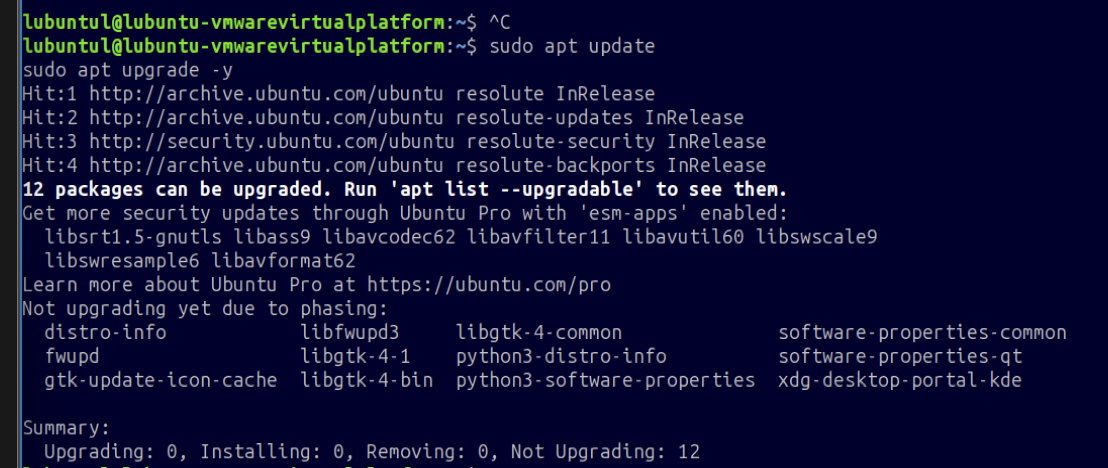 lubuntul@lubuntu-vmwarevirtualplatform:~$ ^C
lubuntul@lubuntu-vmwarevirtualplatform:~$ sudo apt update
sudo apt upgrade -y
Hit:1 http://archive.ubuntu.com/ubuntu resolute InRelease
Hit:2 http://archive.ubuntu.com/ubuntu resolute-updates InRelease
Hit:3 http://security.ubuntu.com/ubuntu resolute-security InRelease
Hit:4 http://archive.ubuntu.com/ubuntu resolute-backports InRelease
12 packages can be upgraded. Run 'apt list --upgradable' to see them.
Get more security updates through Ubuntu Pro with 'esm-apps' enabled:
  libsrt1.5-gnutls libass9 libavcodec62 libavfilter11 libavutil60 libswscale9
  libswresample6 libavformat62
Learn more about Ubuntu Pro at https://ubuntu.com/pro
Not upgrading yet due to phasing:
  distro-info            libfwupd3     libgtk-4-common              software-properties-common
  fwupd                  libgtk-4-1    python3-distro-info          software-properties-qt
  gtk-update-icon-cache  libgtk-4-bin  python3-software-properties  xdg-desktop-portal-kde

Summary:
  Upgrading: 0, Installing: 0, Removing: 0, Not Upgrading: 12